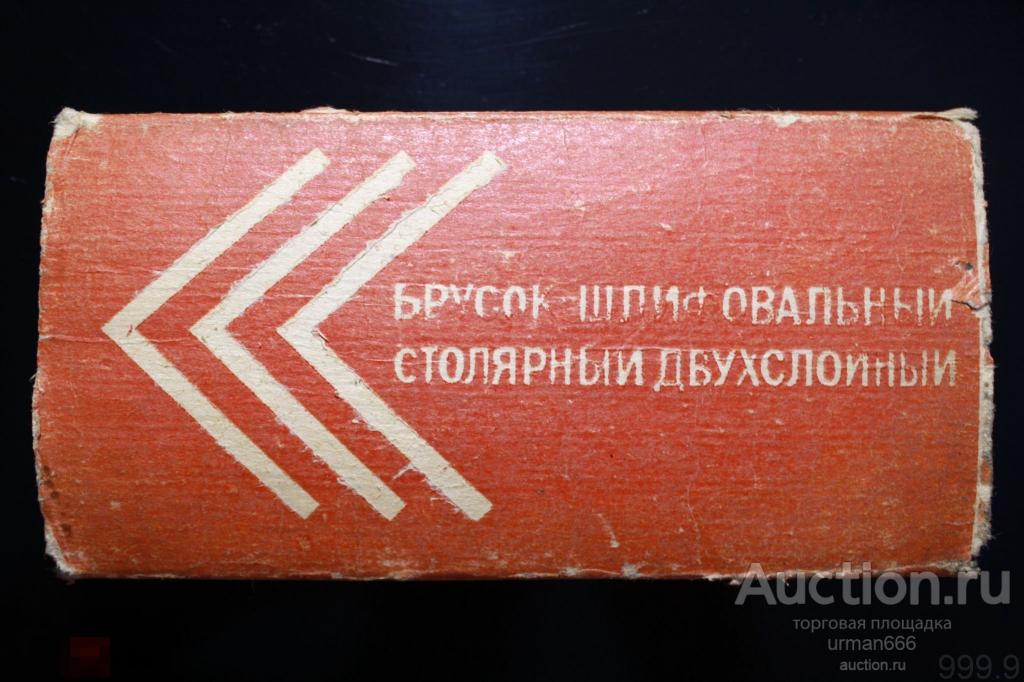 БРУСОК ШЛИФОВАЛЬНЫЙ
СТОЛЯРНЫЙ ДВУХСЛОЙНЫЙ
Auction.ru
торговая площадка
urman666
auction.ru
999.9